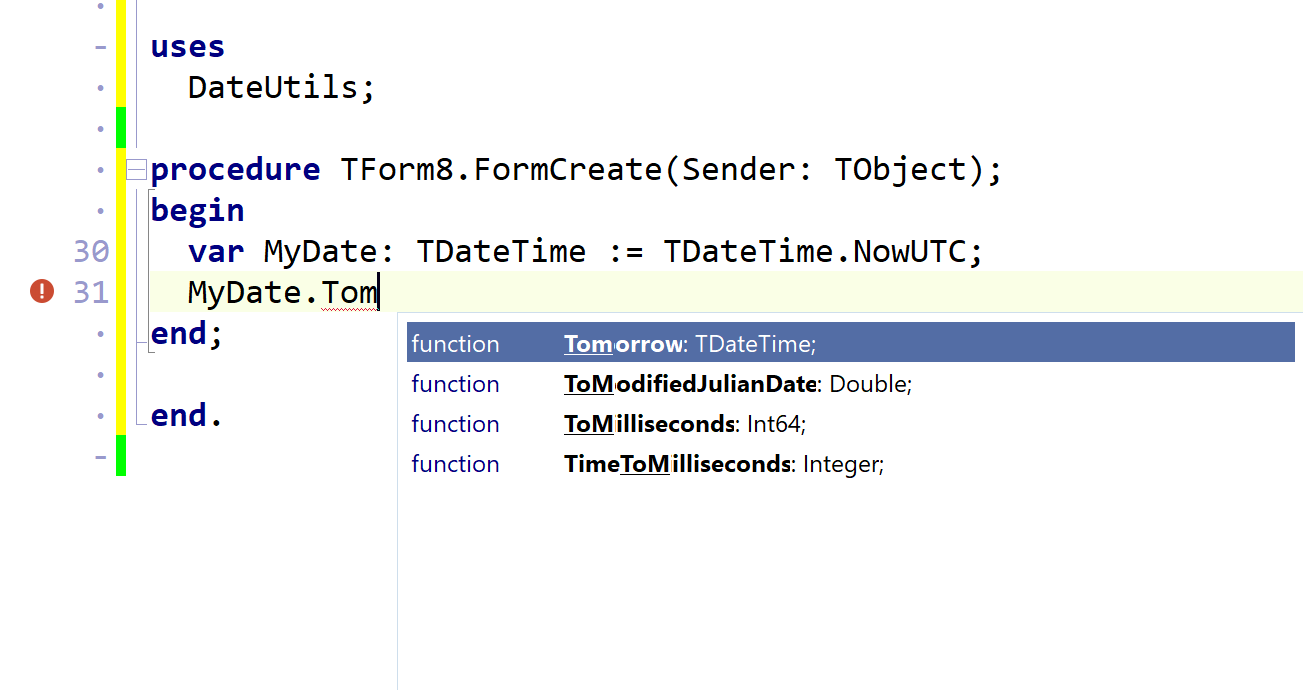 uses
DateUtils;
procedure TForm8.FormCreate(Sender: TObject);
begin
30 var MyDate: TDateTime := TDateTime.NowUTC;
31 MyDate.Tom
end;
function Tomorrow: TDateTime;
function ToModifiedJulianDate: Double;
function ToMilliseconds: Int64;
function TimeToMilliseconds: Integer;
end.